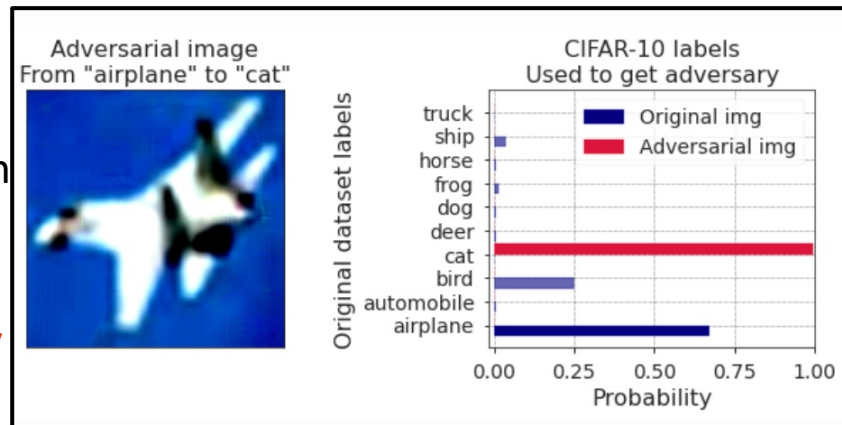 Adversarial image
From "airplane" to "cat"
CIFAR-10 labels
Used to get adversary
Original dataset labels
truck
ship
horse
frog
dog
deer
cat
bird
automobile
airplane
Original img
Adversarial img
0.00 0.25 0.50 0.75 1.00
Probability